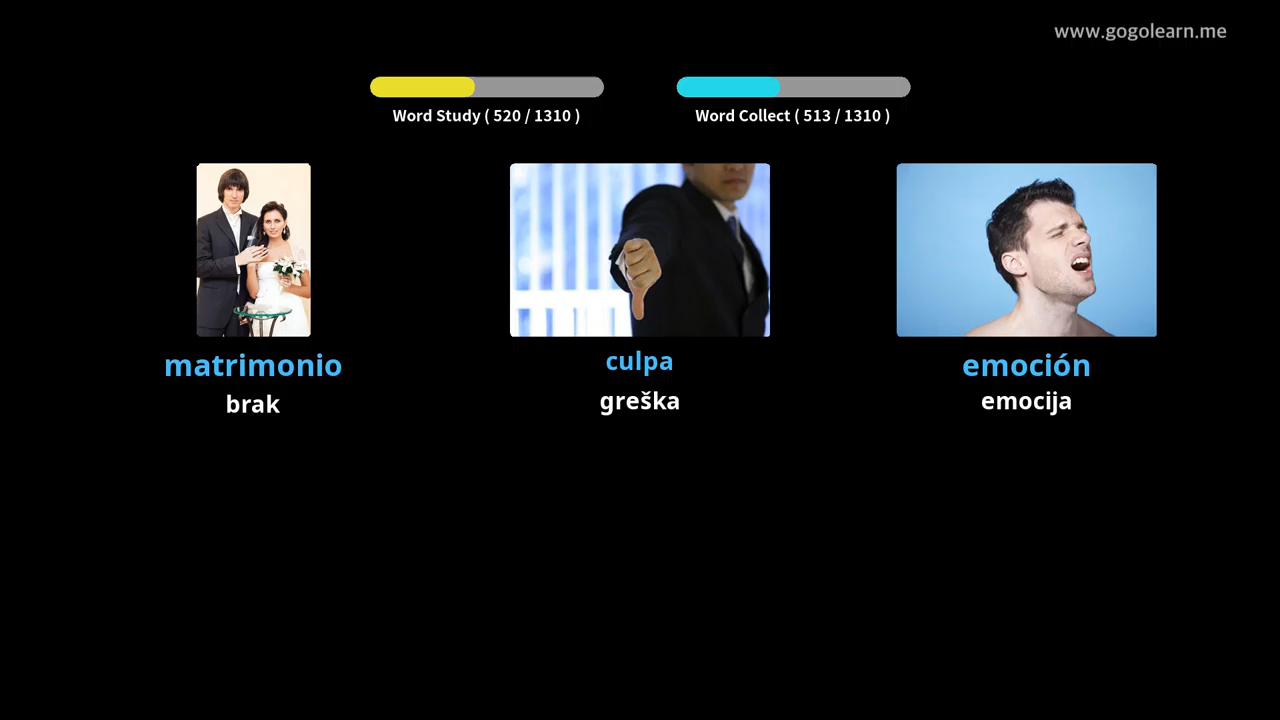 www.gogolearn.me
Word Study ( 520 / 1310 )
Word Collect ( 513 / 1310 )
matrimonio
brak
culpa
greška
emoción
emocija